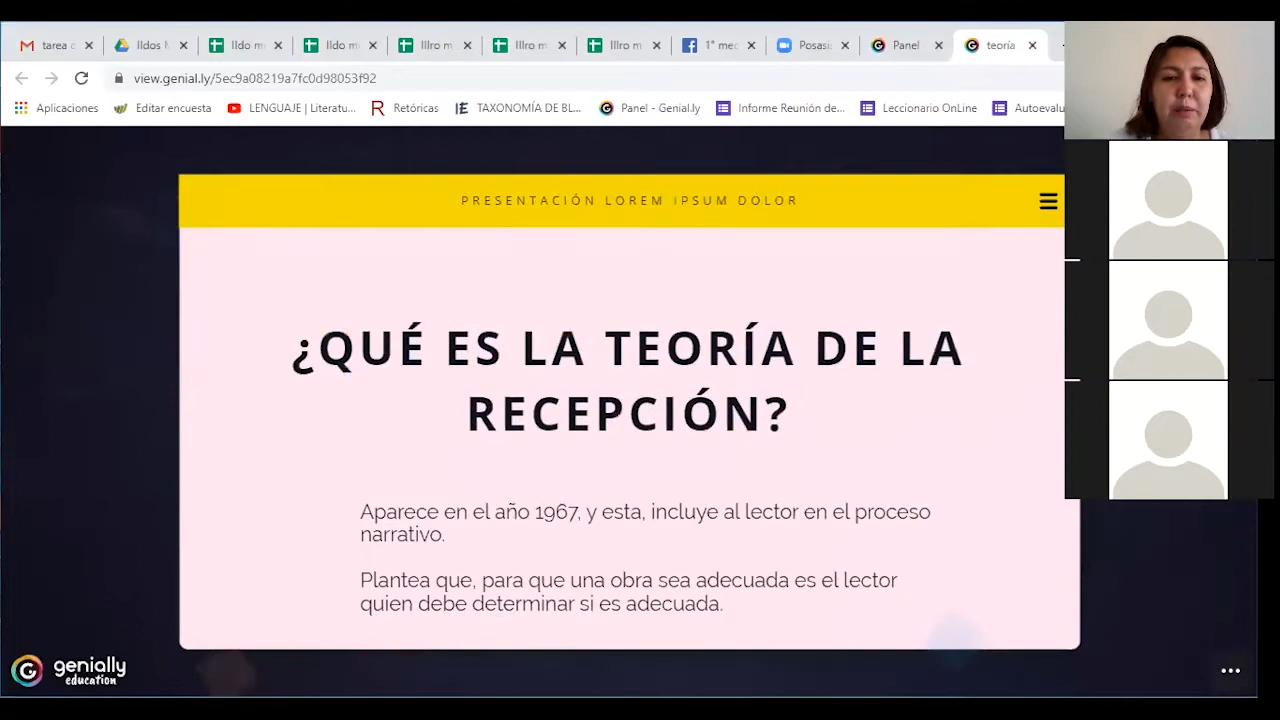 tarea c
Ildos M
IIdo m
IIdo m
IIIro m
IIIro m
IIIro m
1° mec
Posasi
Panel
teoría
view.genial.ly/5ec9a08219a7fc0d98053f92
Aplicaciones
Editar encuesta
LENGUAJE | Literatu...
Retóricas
TAXONOMÍA DE BL...
Panel - Genial.ly
Informe Reunión de...
Leccionario OnLine
Autoevalu
PRESENTACIÓN LOREM IPSUM DOLOR
¿QUÉ ES LA TEORÍA DE LA
RECEPCIÓN?
Aparece en el año 1967, y esta, incluye al lector en el proceso
narrativo.
Plantea que, para que una obra sea adecuada es el lector
quien debe determinar si es adecuada.
genially
education